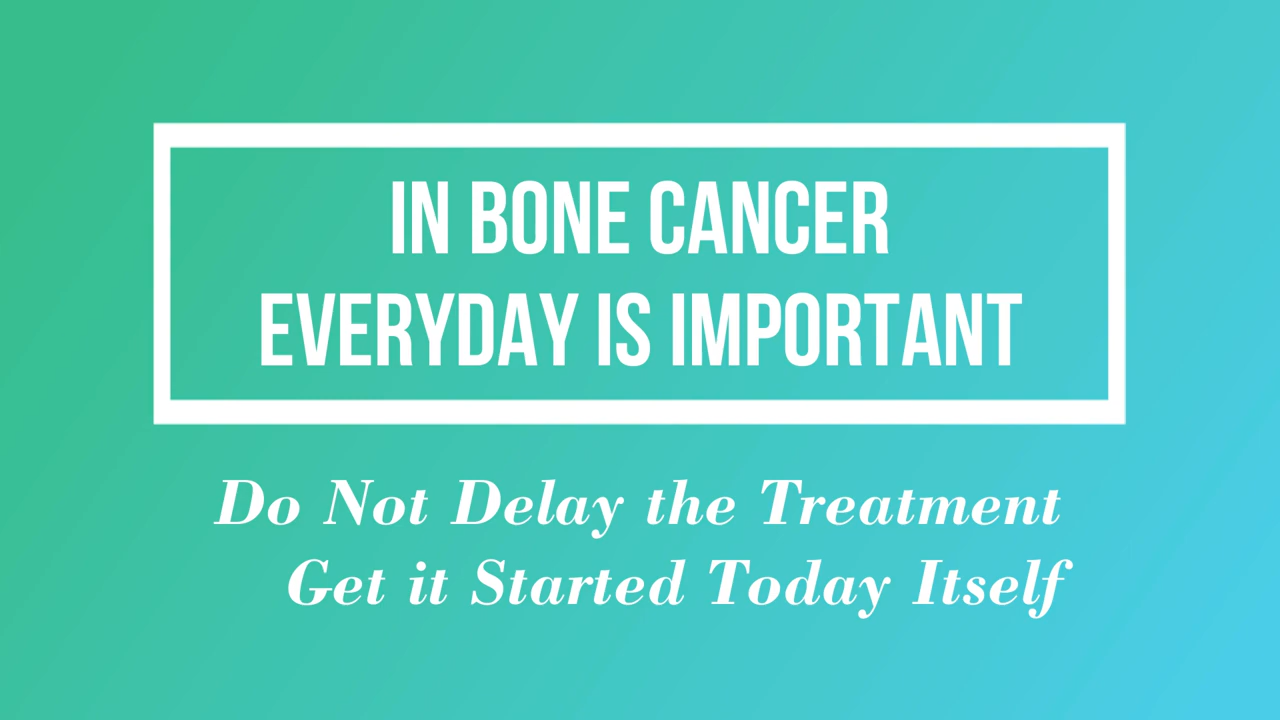 IN BONE CANCER
EVERYDAY IS IMPORTANT
Do Not Delay the Treatment
Get it Started Today Itself